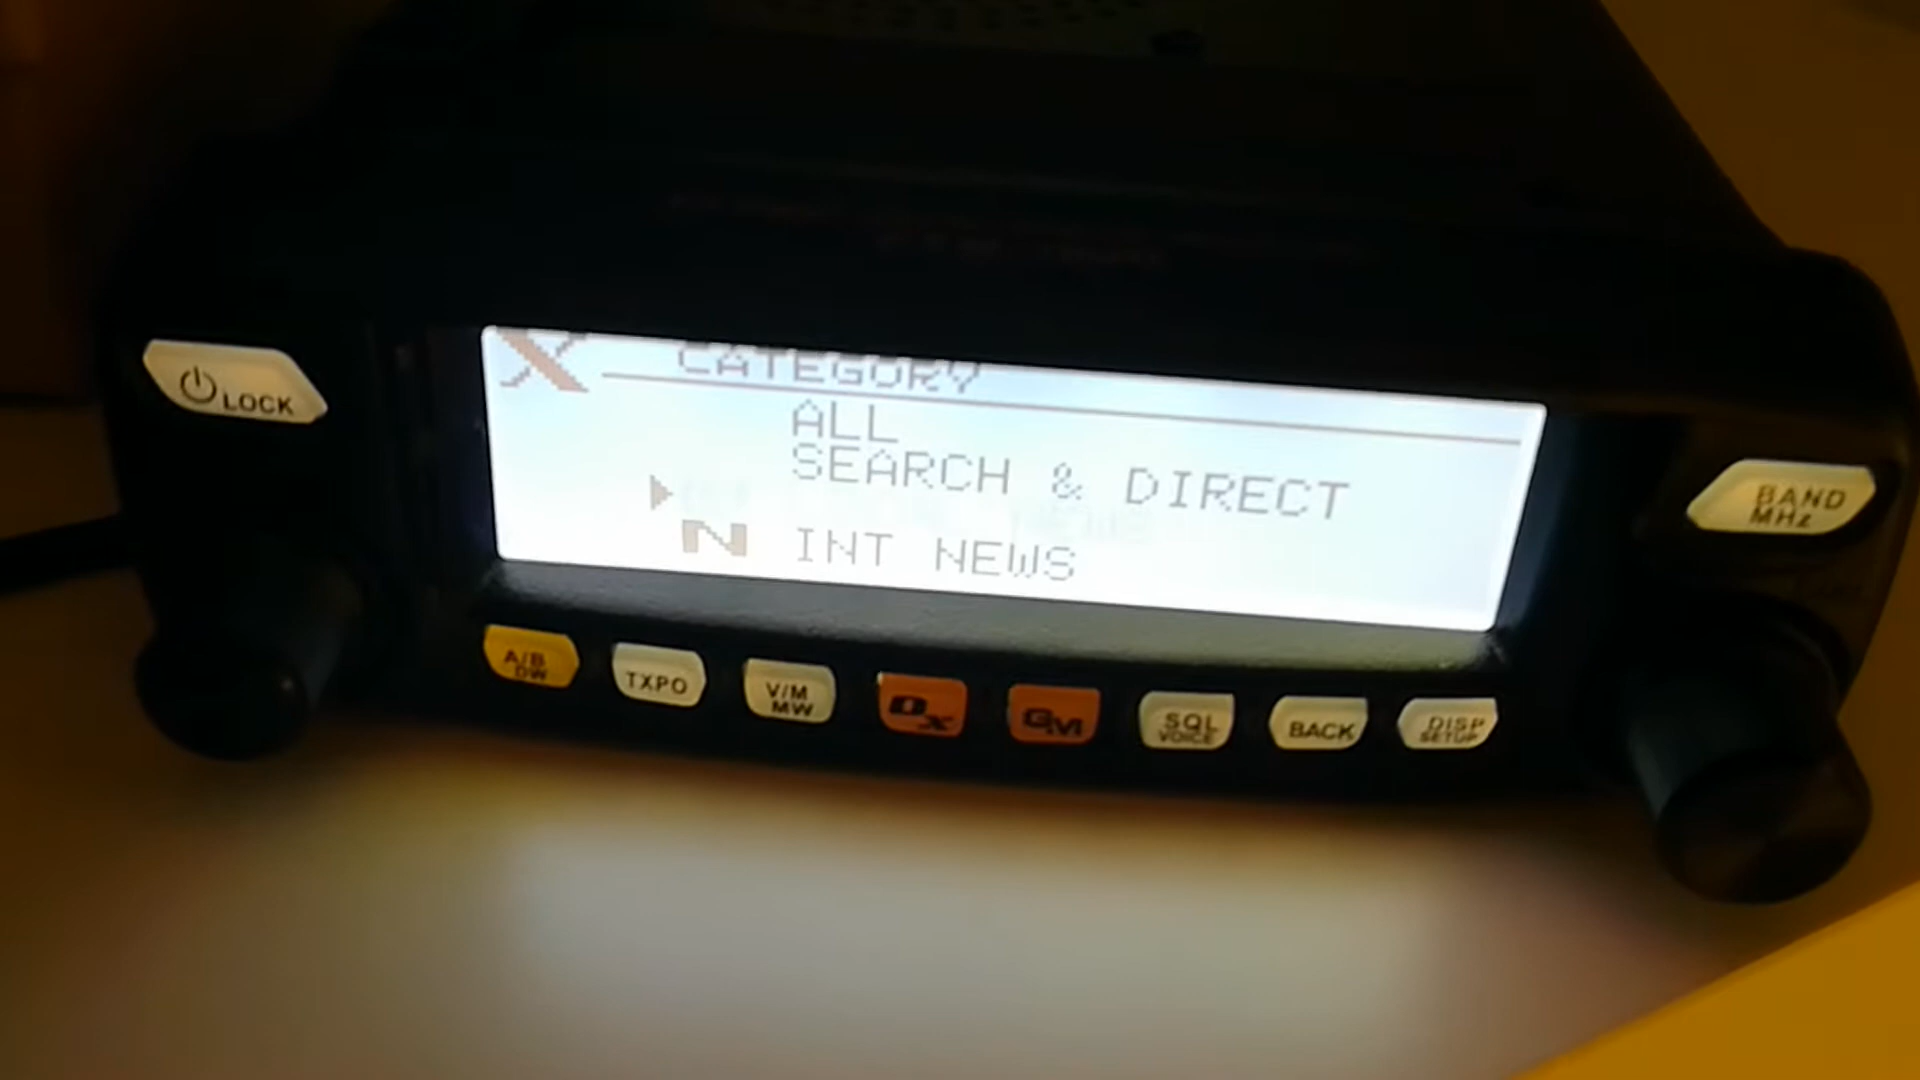 X CATEGORY
ALL
SEARCH & DIRECT
N INT NEWS
LOCK
BAND
MHz
A/B
DW
TXPO
V/M
MW
DX
GM
SQL
VOICE
BACK
DISP
SETUP